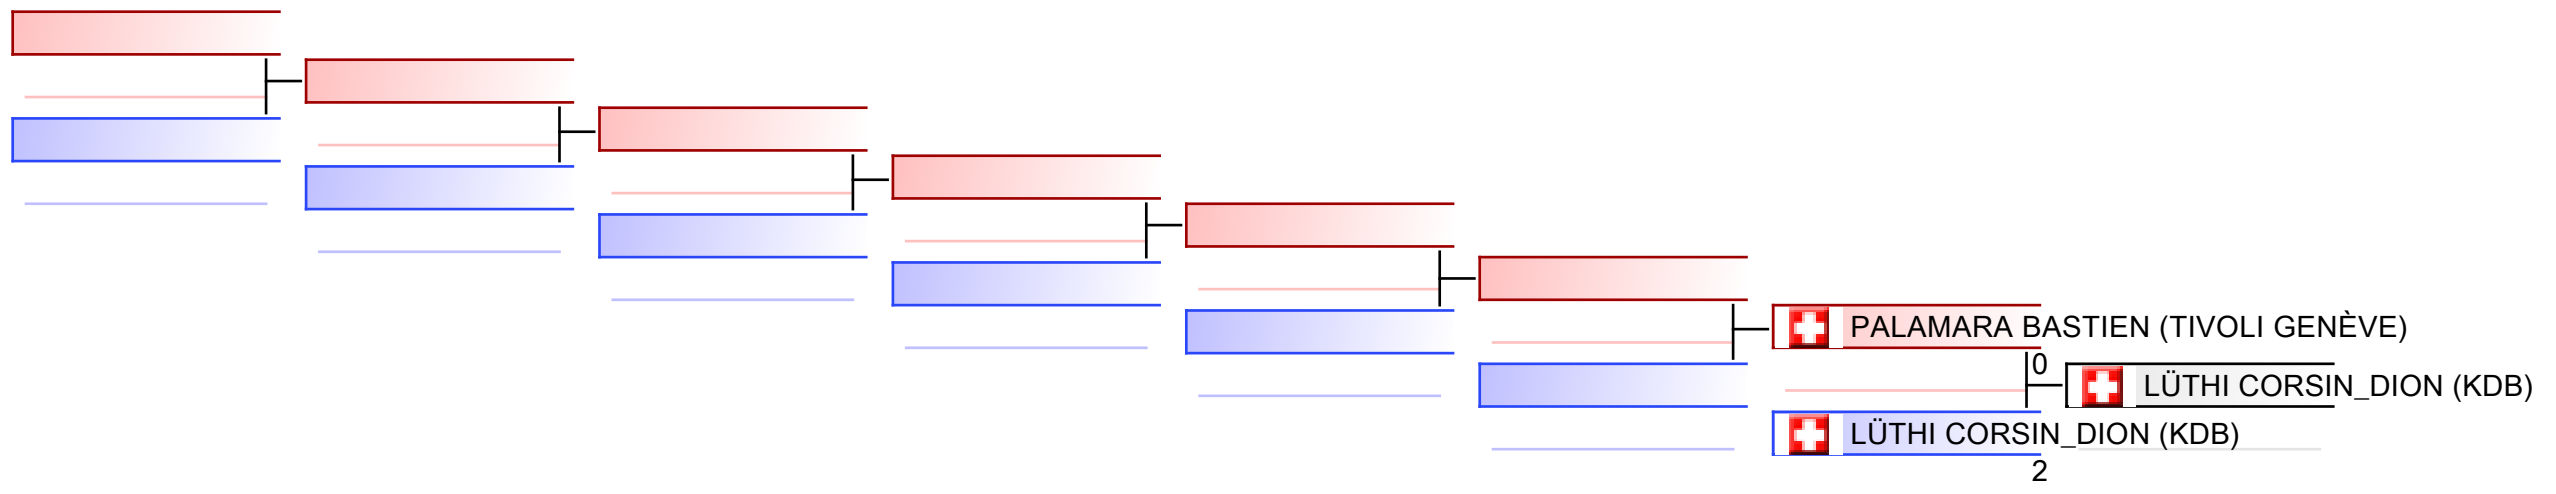 PALAMARA BASTIEN (TIVOLI GENÈVE)
0
LÜTHI CORSIN_DION (KDB)
LÜTHI CORSIN_DION (KDB)
2